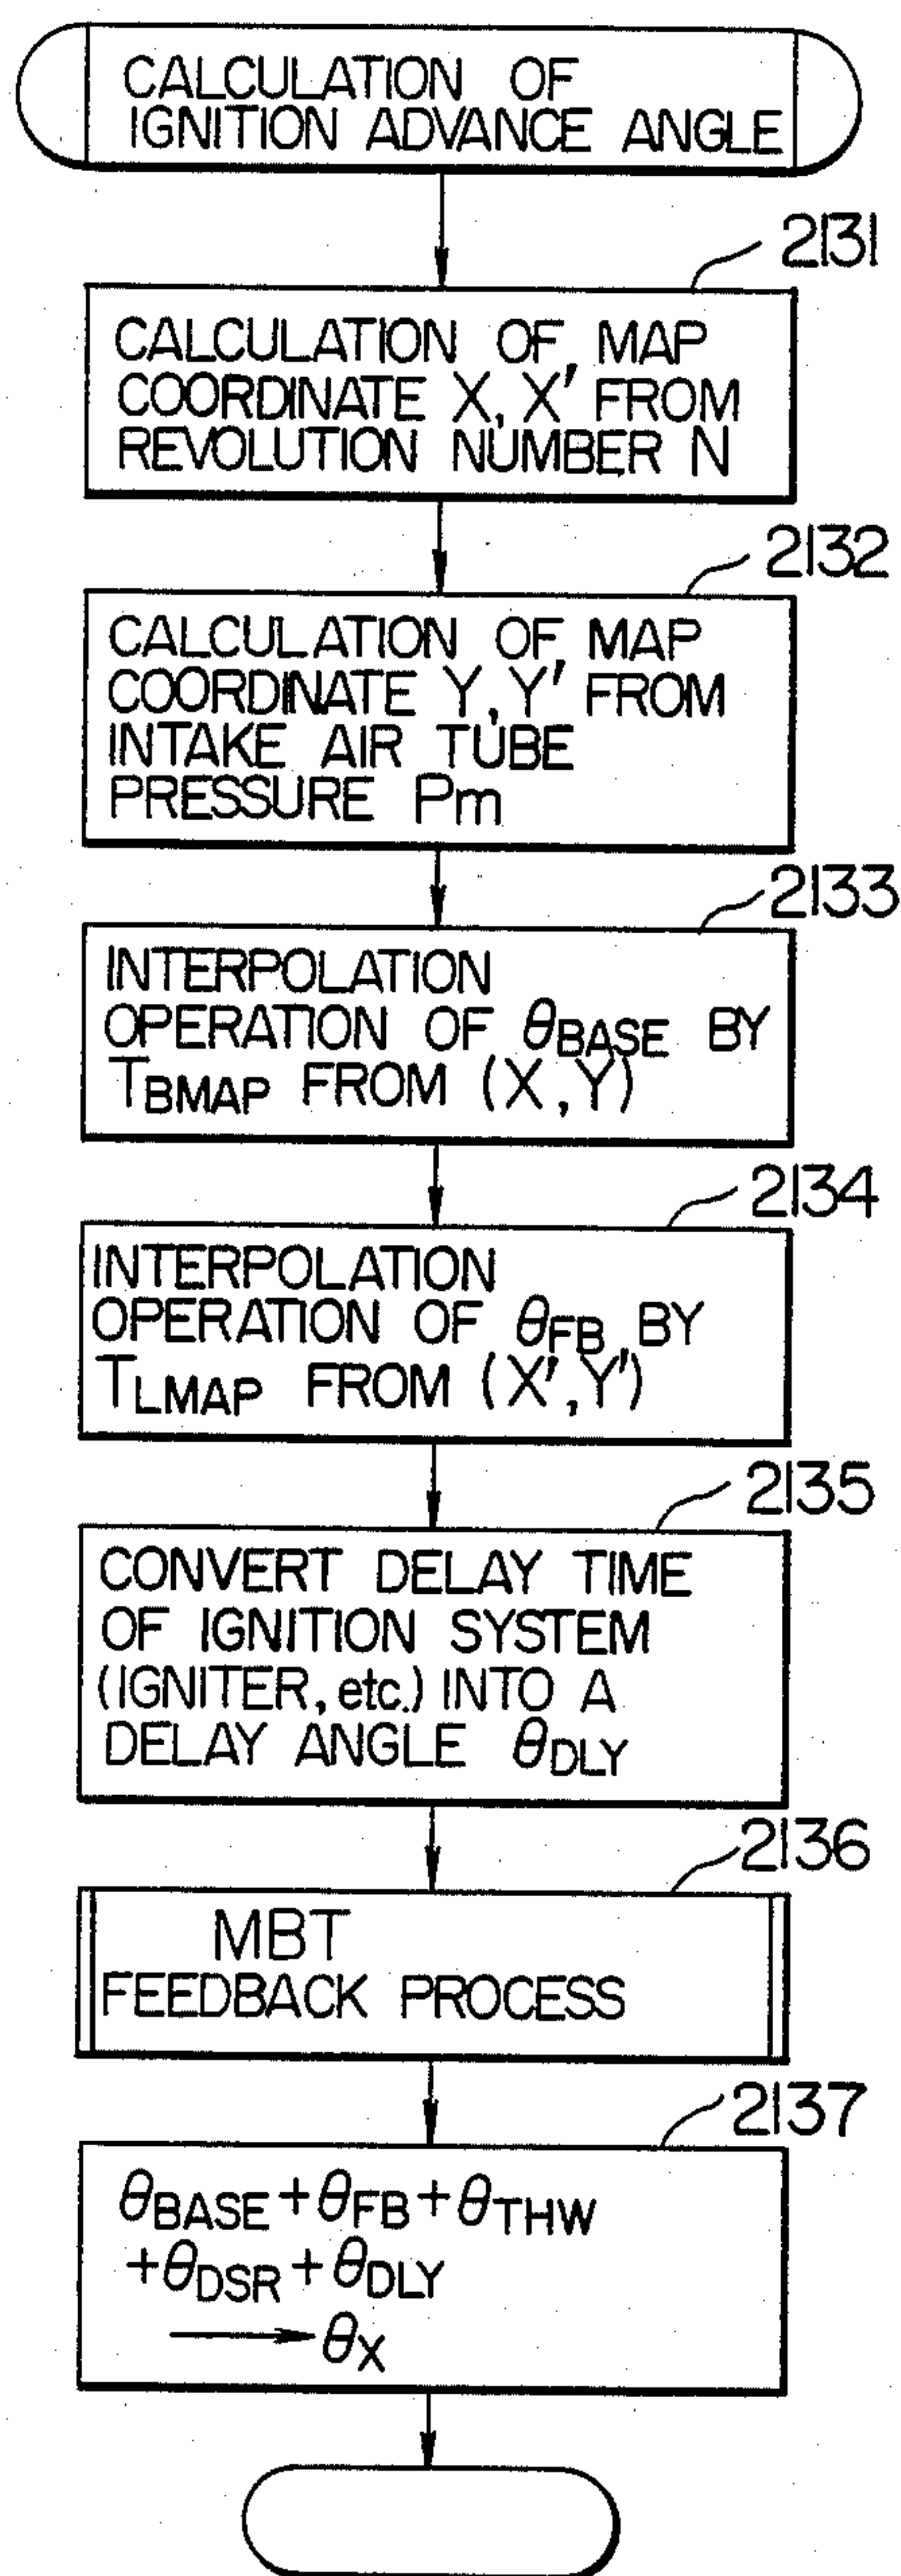 CALCULATION OF
IGNITION ADVANCE ANGLE
2131
CALCULATION OF MAP
COORDINATE X, X' FROM
REVOLUTION NUMBER N
2132
CALCULATION OF MAP
COORDINATE Y, Y' FROM
INTAKE AIR TUBE
PRESSURE Pm
2133
INTERPOLATION
OPERATION OF θBASE BY
TBMAP FROM (X, Y)
2134
INTERPOLATION
OPERATION OF θFB BY
TLMAP FROM (X', Y')
2135
CONVERT DELAY TIME
OF IGNITION SYSTEM
(IGNITER, etc.) INTO A
DELAY ANGLE θDLY
2136
MBT
FEEDBACK PROCESS
2137
θBASE + θFB + θTHW
+ θDSR + θDLY
→ θX